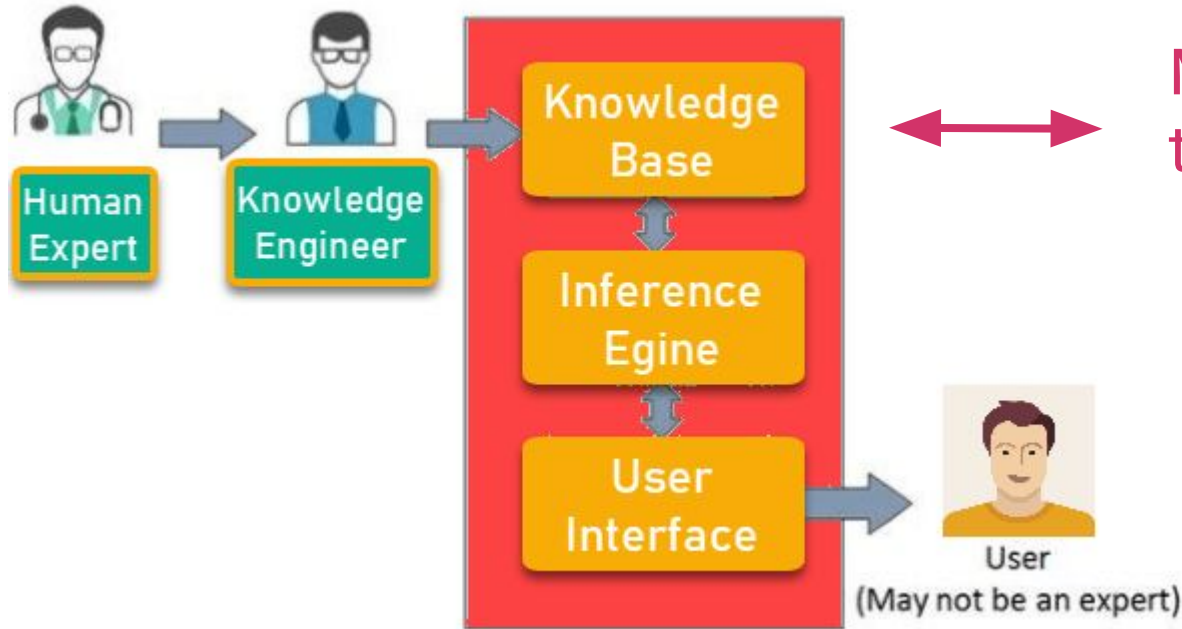 Human
Expert
Knowledge
Engineer
Knowledge
Base
Inference
Egine
User
Interface
User
(May not be an expert)